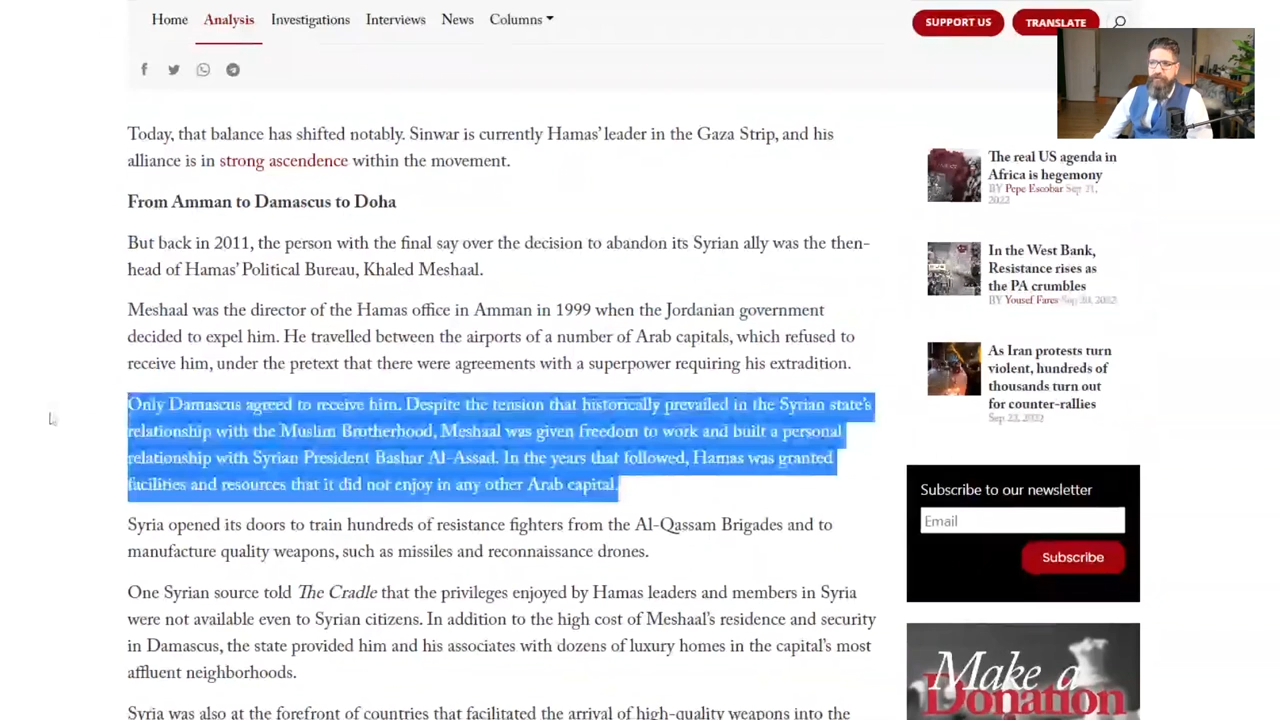 Home Analysis Investigations Interviews News Columns
SUPPORT US TRANSLATE
Today, that balance has shifted notably. Sinwar is currently Hamas' leader in the Gaza Strip, and his
alliance is in strong ascendence within the movement.
From Amman to Damascus to Doha
But back in 2011, the person with the final say over the decision to abandon its Syrian ally was the then-
head of Hamas' Political Bureau, Khaled Meshaal.
Meshaal was the director of the Hamas office in Amman in 1999 when the Jordanian government
decided to expel him. He travelled between the airports of a number of Arab capitals, which refused to
receive him, under the pretext that there were agreements with a superpower requiring his extradition.
Only Damascus agreed to receive him. Despite the tension that historically prevailed in the Syrian state's
relationship with the Muslim Brotherhood, Meshaal was given freedom to work and built a personal
relationship with Syrian President Bashar Al-Assad. In the years that followed, Hamas was granted
facilities and resources that it did not enjoy in any other Arab capital.
Syria opened its doors to train hundreds of resistance fighters from the Al-Qassam Brigades and to
manufacture quality weapons, such as missiles and reconnaissance drones.
One Syrian source told The Cradle that the privileges enjoyed by Hamas leaders and members in Syria
were not available even to Syrian citizens. In addition to the high cost of Meshaal's residence and security
in Damascus, the state provided him and his associates with dozens of luxury homes in the capital's most
affluent neighborhoods.
Syria was also at the forefront of countries that facilitated the arrival of high-quality weapons into the
The real US agenda in
Africa is hegemony
BY Pepe Escobar Sep 21,
2022
In the West Bank,
Resistance rises as
the PA crumbles
BY Yousef Fares Sep 20, 2022
As Iran protests turn
violent, hundreds of
thousands turn out
for counter-rallies
Sep 23, 2022
Subscribe to our newsletter
Email
Subscribe
Make a
Donation